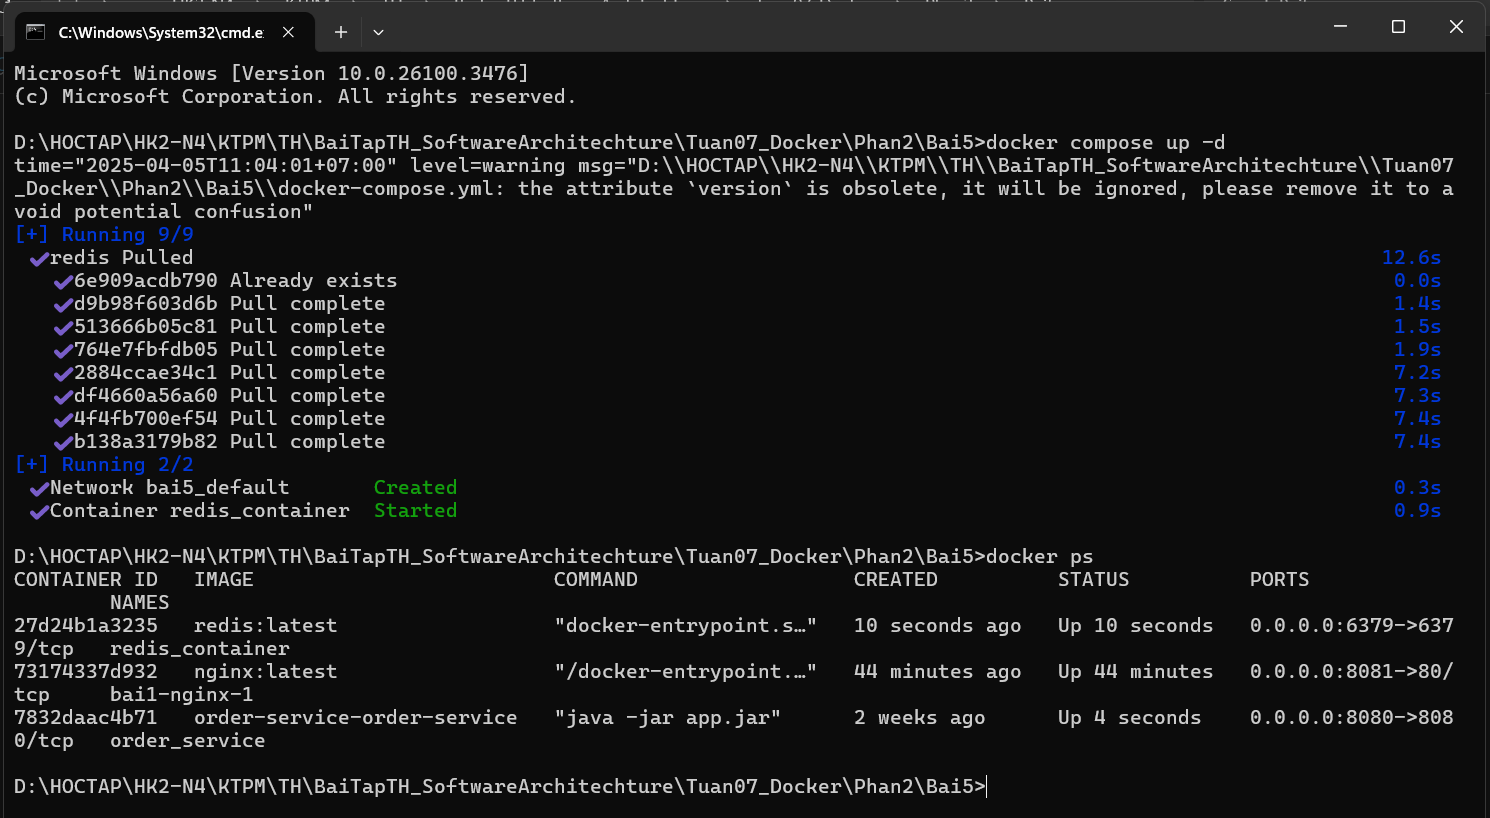 C:\Windows\System32\cmd.e
Microsoft Windows [Version 10.0.26100.3476]
(c) Microsoft Corporation. All rights reserved.
D:\HOCTAP\HK2-N4\KTPM\TH\BaiTapTH_SoftwareArchitechture\Tuan07_Docker\Phan2\Bai5>docker compose up -d
time="2025-04-05T11:04:01+07:00" level=warning msg="D:\\HOCTAP\\HK2-N4\\KTPM\\TH\\BaiTapTH_SoftwareArchitechture\\Tuan07
_Docker\\Phan2\\Bai5\\docker-compose.yml: the attribute `version` is obsolete, it will be ignored, please remove it to a
void potential confusion"
[+] Running 9/9
✔redis Pulled 12.6s
✔6e909acdb790 Already exists 0.0s
✔d9b98f603d6b Pull complete 1.4s
✔513666b05c81 Pull complete 1.5s
✔764e7fbfdb05 Pull complete 1.9s
✔2884ccae34c1 Pull complete 7.2s
✔df4660a56a60 Pull complete 7.3s
✔4f4fb700ef54 Pull complete 7.4s
✔b138a3179b82 Pull complete 7.4s
[+] Running 2/2
✔Network bai5_default Created 0.3s
✔Container redis_container Started 0.9s
D:\HOCTAP\HK2-N4\KTPM\TH\BaiTapTH_SoftwareArchitechture\Tuan07_Docker\Phan2\Bai5>docker ps
CONTAINER ID IMAGE COMMAND CREATED STATUS PORTS
NAMES
27d24b1a3235 redis:latest "docker-entrypoint.s…" 10 seconds ago Up 10 seconds 0.0.0.0:6379->637
9/tcp redis_container
73174337d932 nginx:latest "/docker-entrypoint.…" 44 minutes ago Up 44 minutes 0.0.0.0:8081->80/
tcp bai1-nginx-1
7832daac4b71 order-service-order-service "java -jar app.jar" 2 weeks ago Up 4 seconds 0.0.0.0:8080->808
0/tcp order_service
D:\HOCTAP\HK2-N4\KTPM\TH\BaiTapTH_SoftwareArchitechture\Tuan07_Docker\Phan2\Bai5>